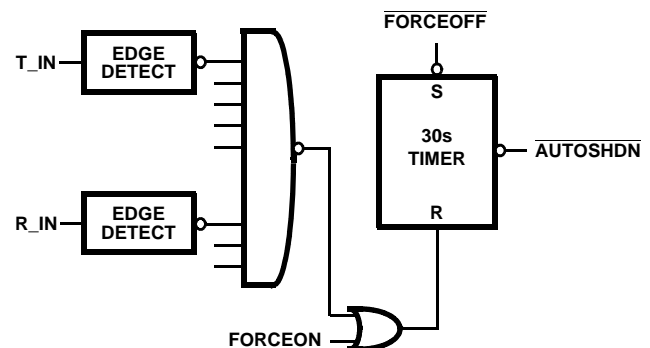 FORCEOFF
T_IN
EDGE
DETECT
S
30s
TIMER
AUTOSHDN
R_IN
EDGE
DETECT
R
FORCEON